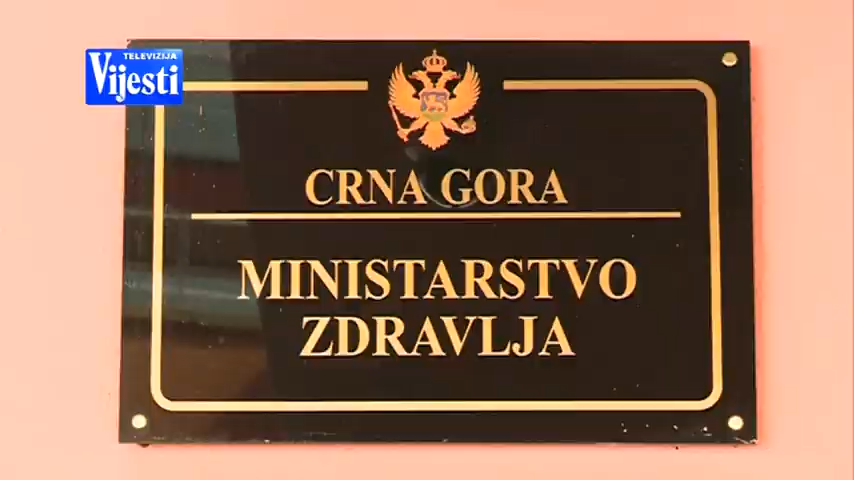 TELEVIZIJA
Vijesti
CRNA GORA
MINISTARSTVO
ZDRAVLJA